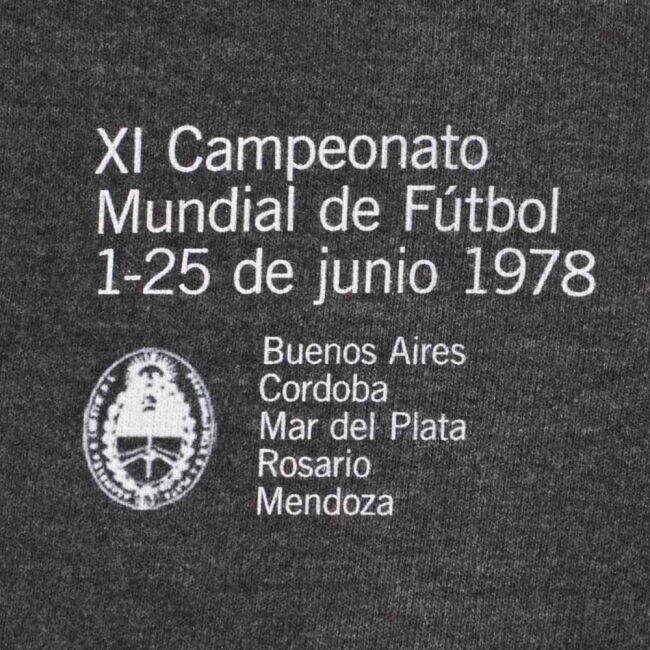 XI Campeonato
Mundial de Fútbol
1-25 de junio 1978
Buenos Aires
Cordoba
Mar del Plata
Rosario
Mendoza